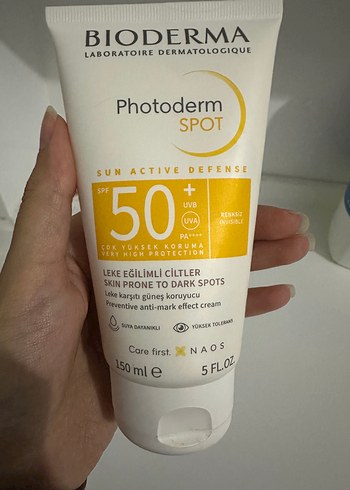 BIODERMA
LABORATOIRE DERMATOLOGIQUE
Photoderm
SPOT
SUN ACTIVE DEFENSE
SPF 50+
UVB
UVA
PA++++
RENKSİZ
INVISIBLE
ÇOK YÜKSEK KORUMA
VERY HIGH PROTECTION
LEKE EĞİLİMLİ CİLTLER
SKIN PRONE TO DARK SPOTS
Leke karşıtı güneş koruyucu
Preventive anti-mark effect cream
SUYA DAYANIKLI
YÜKSEK TOLERANS
Care first. NAOS
150 ml ℮ 5 FL.OZ.